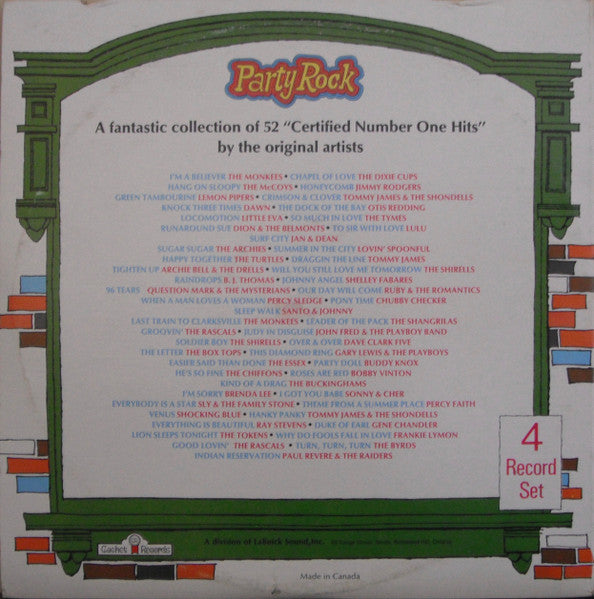 Party Rock
A fantastic collection of 52 "Certified Number One Hits"
by the original artists
I'M A BELIEVER THE MONKEES • CHAPEL OF LOVE THE DIXIE CUPS
HANG ON SLOOPY THE McCOYS • HONEYCOMB JIMMY RODGERS
GREEN TAMBOURINE LEMON PIPERS • CRIMSON & CLOVER TOMMY JAMES & THE SHONDELLS
KNOCK THREE TIMES DAWN • THE DOCK OF THE BAY OTIS REDDING
LOCOMOTION LITTLE EVA • SO MUCH IN LOVE THE TYMES
RUNAROUND SUE DION & THE BELMONTS • TO SIR WITH LOVE LULU
SURF CITY JAN & DEAN
SUGAR SUGAR THE ARCHIES • SUMMER IN THE CITY LOVIN' SPOONFUL
HAPPY TOGETHER THE TURTLES • DRAGGIN THE LINE TOMMY JAMES
TIGHTEN UP ARCHIE BELL & THE DRELLS • WILL YOU STILL LOVE ME TOMORROW THE SHIRELLS
RAINDROPS B. J. THOMAS • JOHNNY ANGEL SHELLEY FABARES
96 TEARS QUESTION MARK & THE MYSTERIANS • OUR DAY WILL COME RUBY & THE ROMANTICS
WHEN A MAN LOVES A WOMAN PERCY SLEDGE • PONY TIME CHUBBY CHECKER
SLEEP WALK SANTO & JOHNNY
LAST TRAIN TO CLARKSVILLE THE MONKEES • LEADER OF THE PACK THE SHANGRILAS
GROOVIN' THE RASCALS • JUDY IN DISGUISE JOHN FRED & THE PLAYBOY BAND
SOLDIER BOY THE SHIRELLS • OVER & OVER DAVE CLARK FIVE
THE LETTER THE BOX TOPS • THIS DIAMOND RING GARY LEWIS & THE PLAYBOYS
EASIER SAID THAN DONE THE ESSEX • PARTY DOLL BUDDY KNOX
HE'S SO FINE THE CHIFFONS • ROSES ARE RED BOBBY VINTON
KIND OF A DRAG THE BUCKINGHAMS
I'M SORRY BRENDA LEE • I GOT YOU BABE SONNY & CHER
EVERYBODY IS A STAR SLY & THE FAMILY STONE • THEME FROM A SUMMER PLACE PERCY FAITH
VENUS SHOCKING BLUE • HANKY PANKY TOMMY JAMES & THE SHONDELLS
EVERYTHING IS BEAUTIFUL RAY STEVENS • DUKE OF EARL GENE CHANDLER
LION SLEEPS TONIGHT THE TOKENS • WHY DO FOOLS FALL IN LOVE FRANKIE LYMON
GOOD LOVIN' THE RASCALS • TURN, TURN, TURN THE BYRDS
INDIAN RESERVATION PAUL REVERE & THE RAIDERS
4
Record
Set
Cachet Records
A division of LaBuick Sound, Inc.
Made in Canada